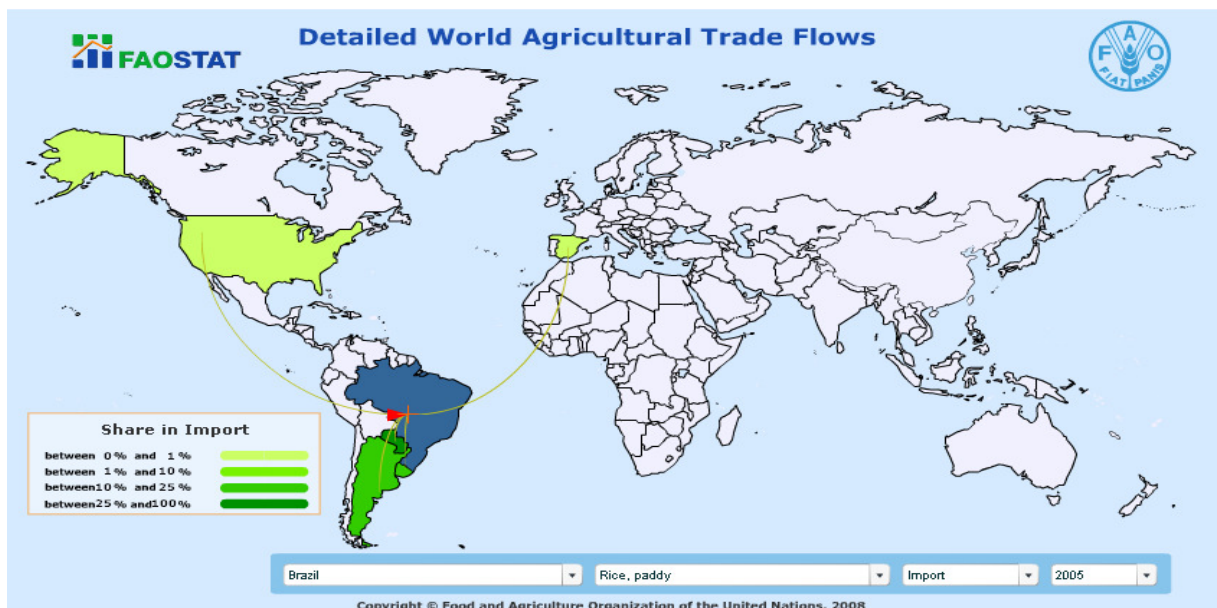 Detailed World Agricultural Trade Flows
FAOSTAT
F A O
FIAT PANIS
Share in Import
between 0% and 1%
between 1% and 10%
between 10% and 25%
between 25% and 100%
Brazil
Rice, paddy
Import
2005
Copyright © Food and Agriculture Organization of the United Nations, 2008